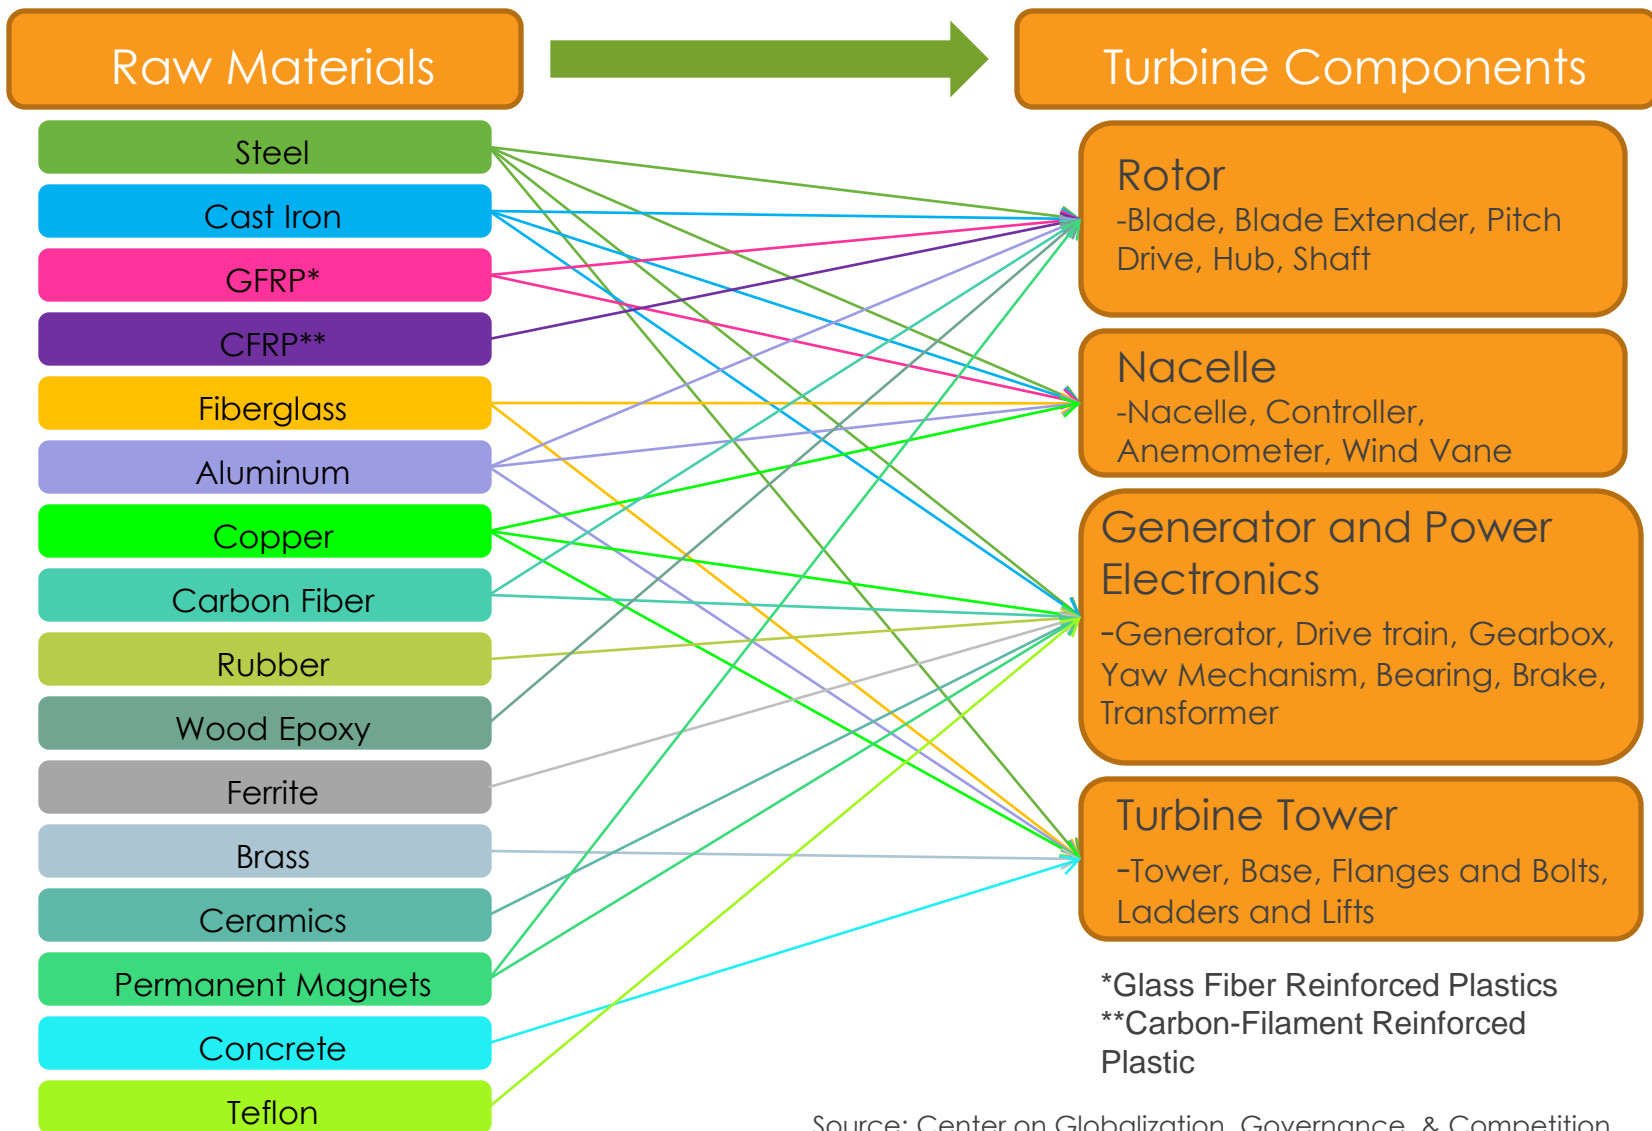 Raw Materials
Turbine Components
Steel
Cast Iron
GFRP*
CFRP**
Fiberglass
Aluminum
Copper
Carbon Fiber
Rubber
Wood Epoxy
Ferrite
Brass
Ceramics
Permanent Magnets
Concrete
Teflon
Rotor
-Blade, Blade Extender, Pitch
Drive, Hub, Shaft
Nacelle
-Nacelle, Controller,
Anemometer, Wind Vane
Generator and Power
Electronics
-Generator, Drive train, Gearbox,
Yaw Mechanism, Bearing, Brake,
Transformer
Turbine Tower
-Tower, Base, Flanges and Bolts,
Ladders and Lifts
*Glass Fiber Reinforced Plastics
**Carbon-Filament Reinforced
Plastic
Source: Center on Globalization, Governance, & Competition